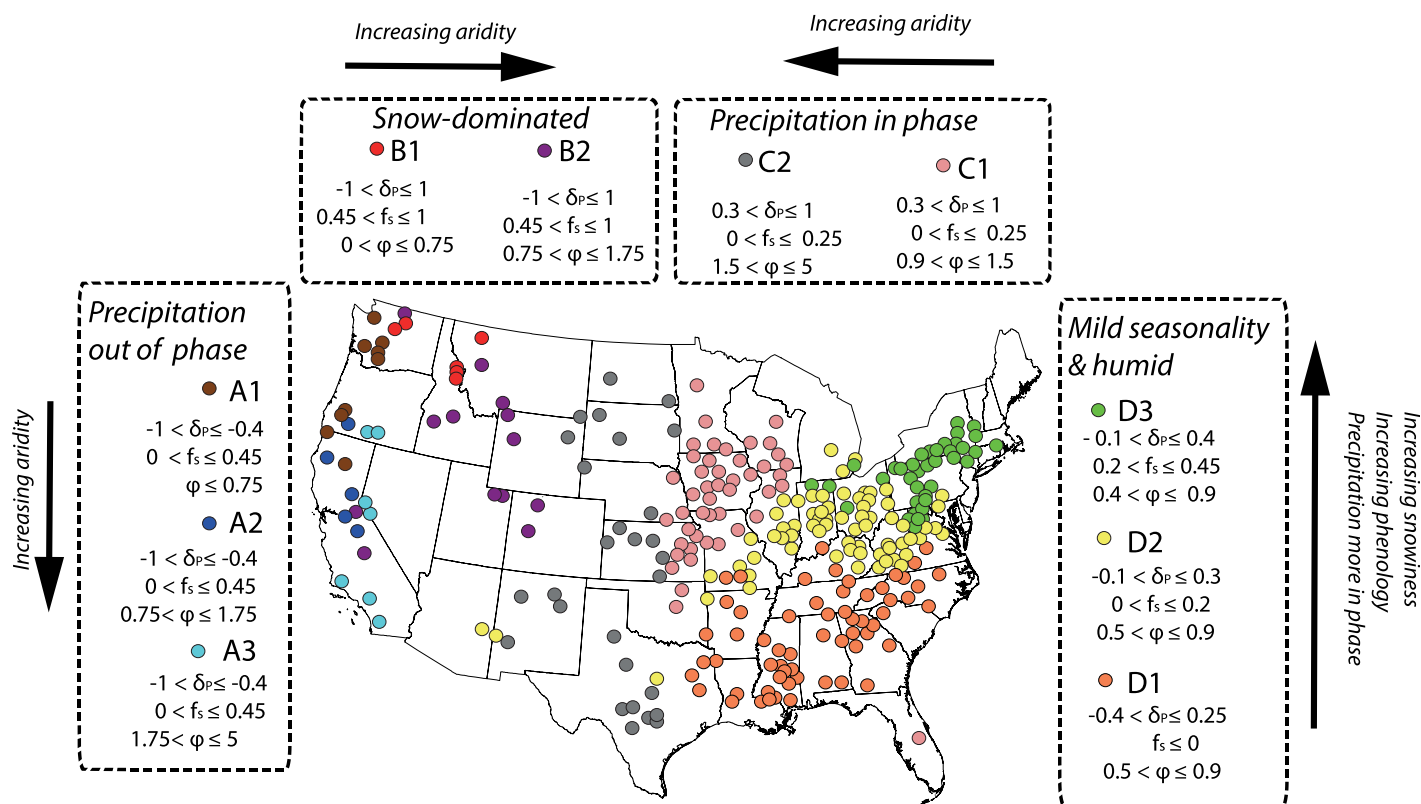 Increasing aridity
Increasing aridity
Snow-dominated
B1
-1 < δP ≤ 1
0.45 < fs ≤ 1
0 < φ ≤ 0.75
B2
-1 < δP ≤ 1
0.45 < fs ≤ 1
0.75 < φ ≤ 1.75
Precipitation in phase
C2
0.3 < δP ≤ 1
0 < fs ≤ 0.25
1.5 < φ ≤ 5
C1
0.3 < δP ≤ 1
0 < fs ≤ 0.25
0.9 < φ ≤ 1.5
Increasing aridity
Precipitation
out of phase
A1
-1 < δP ≤ -0.4
0 < fs ≤ 0.45
φ ≤ 0.75
A2
-1 < δP ≤ -0.4
0 < fs ≤ 0.45
0.75< φ ≤ 1.75
A3
-1 < δP ≤ -0.4
0 < fs ≤ 0.45
1.75< φ ≤ 5
Mild seasonality
& humid
D3
- 0.1 < δP ≤ 0.4
0.2 < fs ≤ 0.45
0.4 < φ ≤ 0.9
D2
-0.1 < δP ≤ 0.3
0 < fs ≤ 0.2
0.5 < φ ≤ 0.9
D1
-0.4 < δP ≤ 0.25
fs ≤ 0
0.5 < φ ≤ 0.9
Increasing snowiness
Increasing phenology
Precipitation more in phase